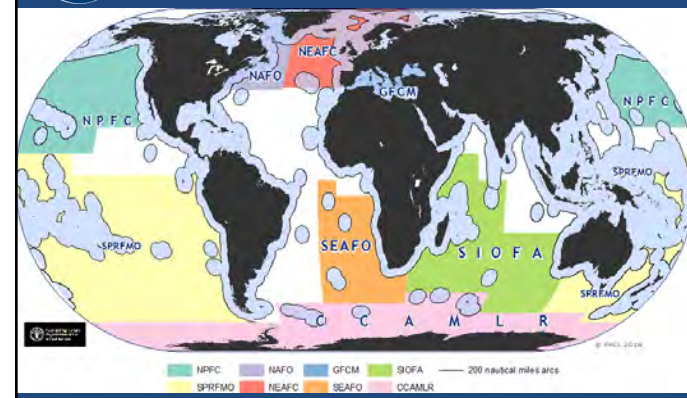 NEAFC
NAFO
GFCM
NPFC
NPFC
SPRFMO
SPRFMO
SEAFO
SIOFA
SPRFMO
CCAMLR
© FAO, 2016
NPFC NAFO GFCM SIOFA 200 nautical miles arcs
SPRFMO NEAFC SEAFO CCAMLR